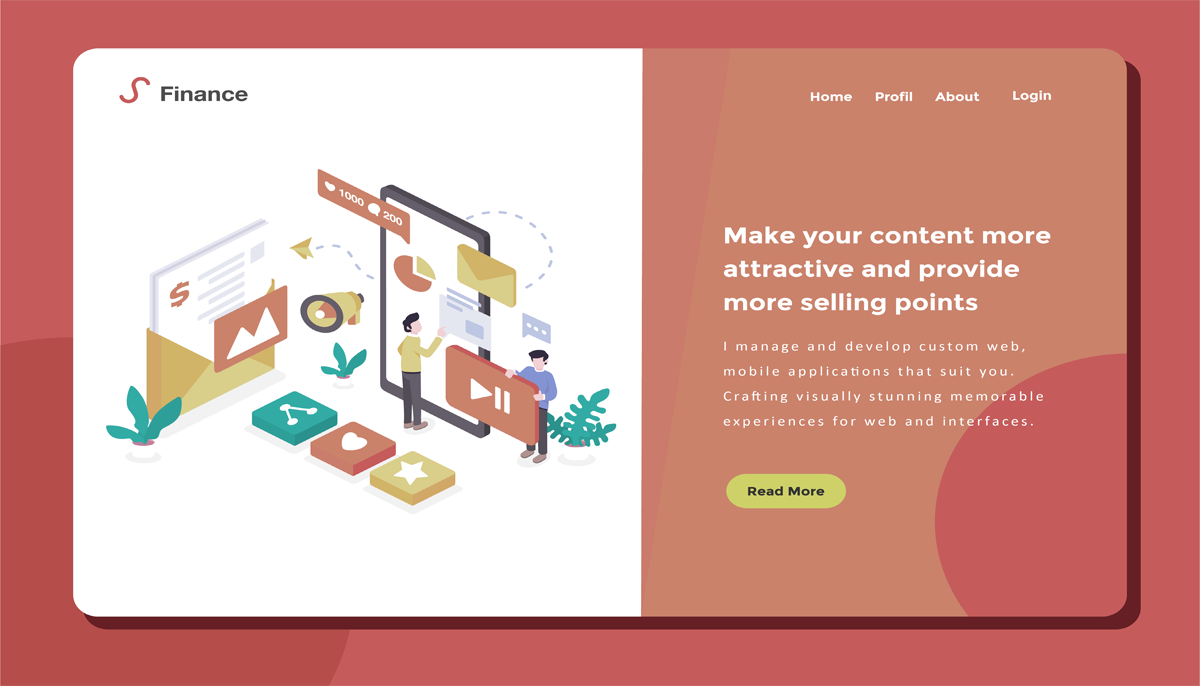 Finance
Home Profil About Login
1000 200
$
Make your content more
attractive and provide
more selling points
I manage and develop custom web,
mobile applications that suit you.
Crafting visually stunning memorable
experiences for web and interfaces.
Read More